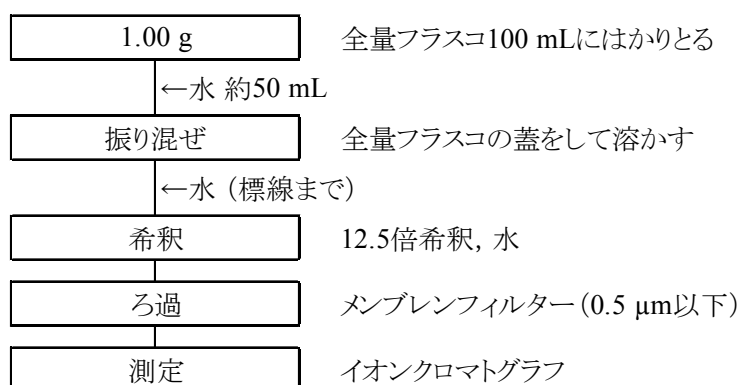 1.00 g 全量フラスコ100 mLにはかりとる
←水 約50 mL
振り混ぜ 全量フラスコの蓋をして溶かす
←水（標線まで）
希釈 12.5倍希釈, 水
ろ過 メンブレンフィルター（0.5 µm以下）
測定 イオンクロマトグラフ